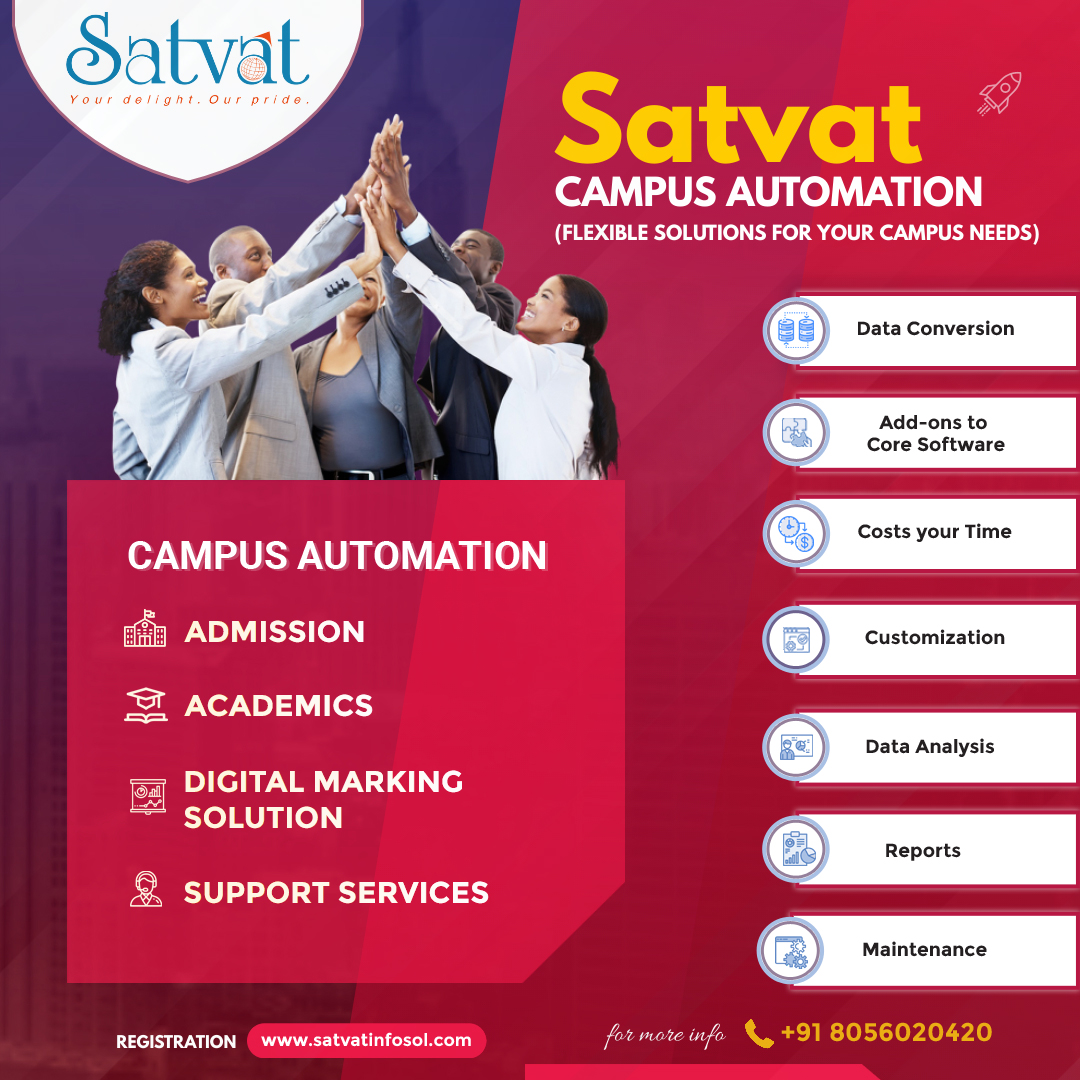 Satvat
Your delight. Our pride.
Satvat
CAMPUS AUTOMATION
(FLEXIBLE SOLUTIONS FOR YOUR CAMPUS NEEDS)
Data Conversion
Add-ons to
Core Software
Costs your Time
Customization
Data Analysis
Reports
Maintenance
CAMPUS AUTOMATION
ADMISSION
ACADEMICS
DIGITAL MARKING
SOLUTION
SUPPORT SERVICES
REGISTRATION www.satvatinfosol.com
for more info +91 8056020420